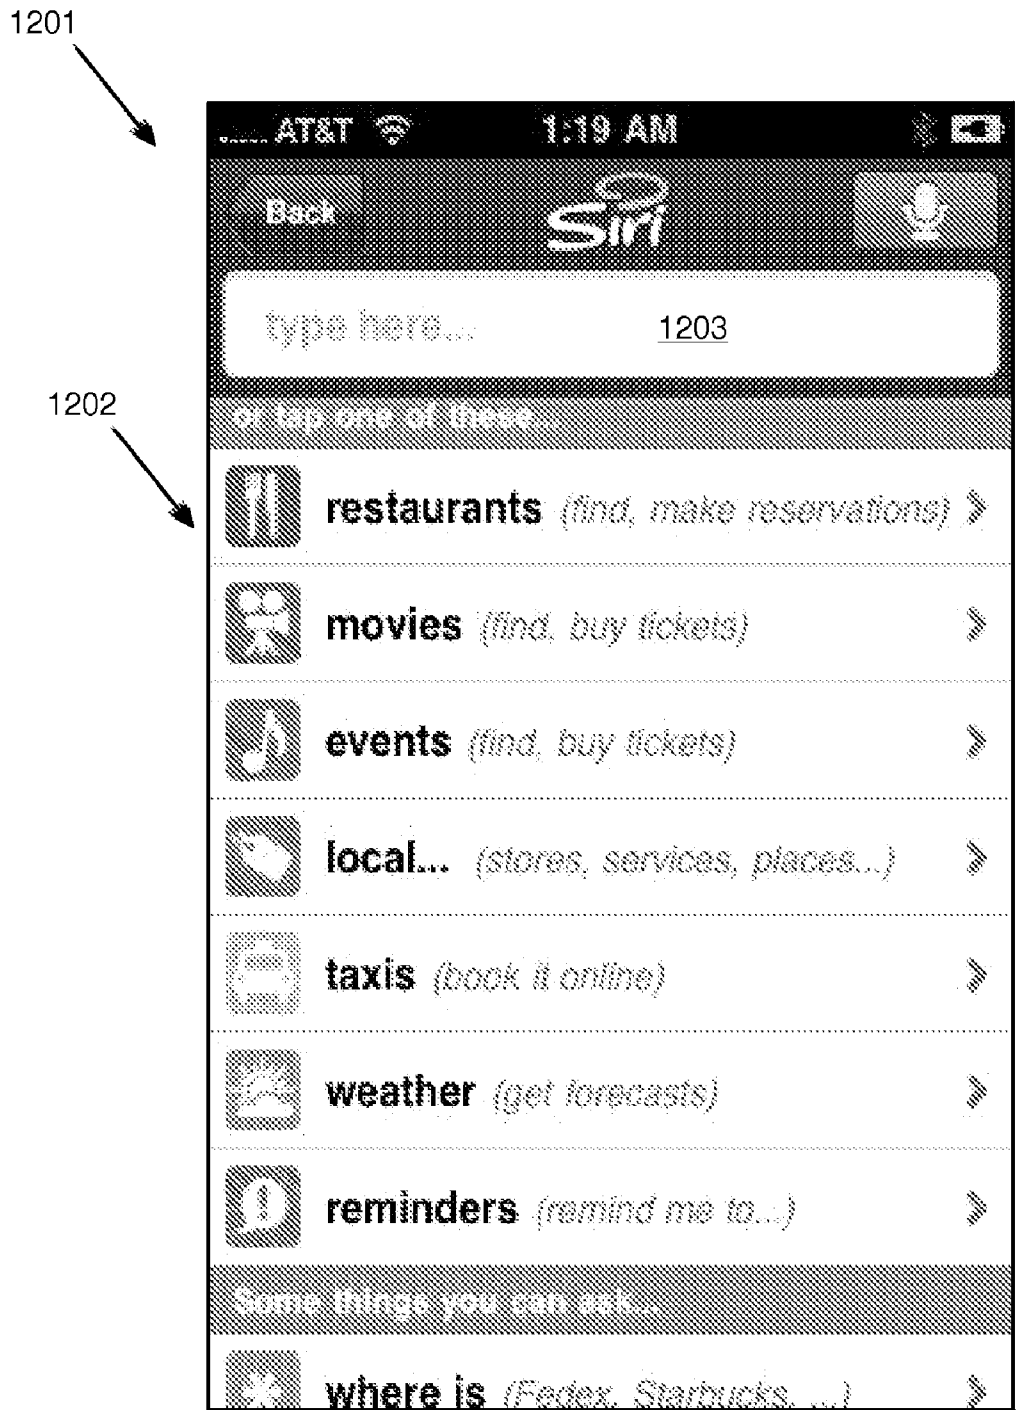 1201
AT&T 1:19 AM
Back Siri
type here... 1203
1202
or tap one of these...
restaurants (find, make reservations)
movies (find, buy tickets)
events (find, buy tickets)
local... (stores, services, places...)
taxis (book it online)
weather (get forecasts)
reminders (remind me to...)
Some things you can ask...
where is (Fedex, Starbucks, ...)